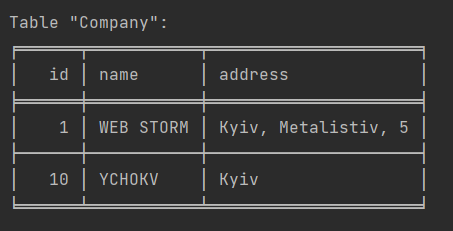 Table "Company":
id name address
1 WEB STORM Kyiv, Metalistiv, 5
10 YCHOKV Kyiv